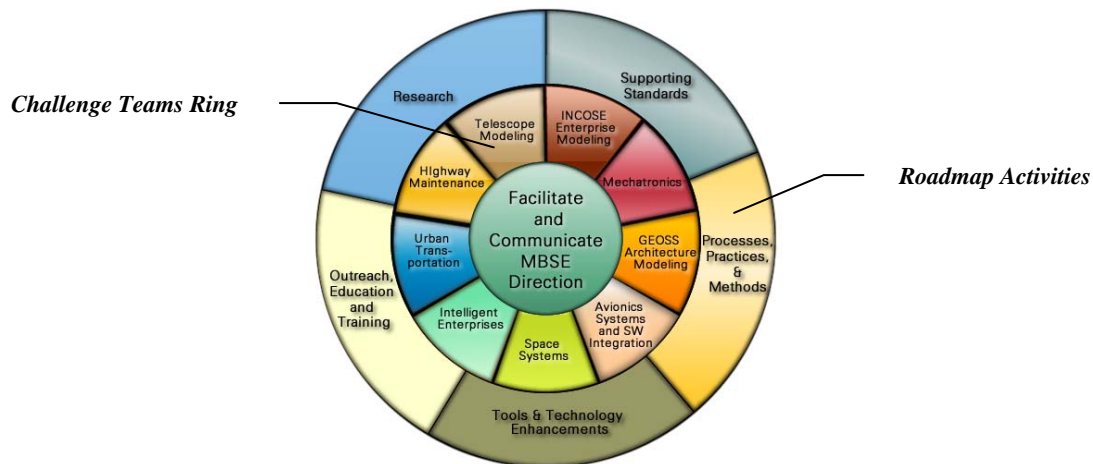 Challenge Teams Ring
Research
Supporting
Standards
Telescope
Modeling
INCOSE
Enterprise
Modeling
HIghway
Maintenance
Mechatronics
Roadmap Activities
Facilitate
and
Communicate
MBSE
Direction
Urban
Trans-
portation
GEOSS
Architecture
Modeling
Processes,
Practices,
&
Methods
Outreach,
Education
and
Training
Intelligent
Enterprises
Space
Systems
Avionics
Systems
and SW
Integration
Tools & Technology
Enhancements